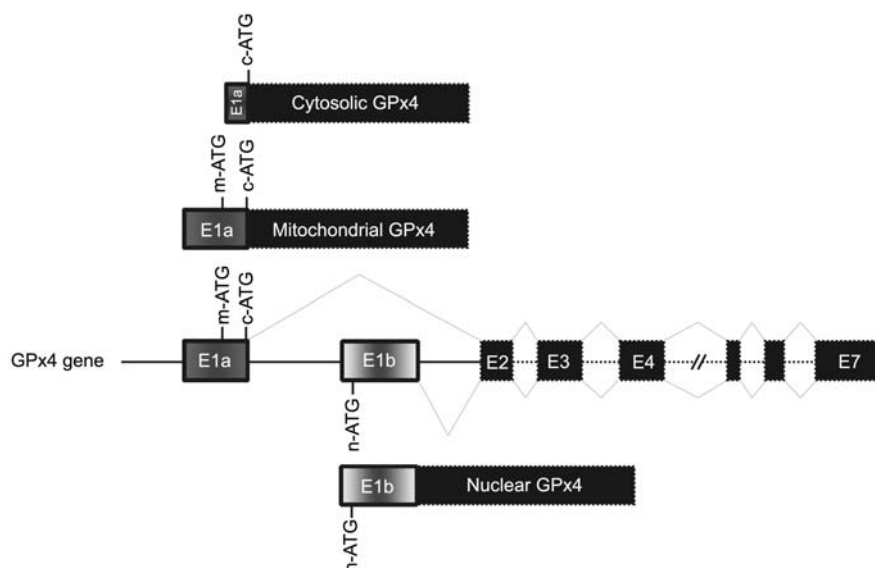 c-ATG
E1a
Cytosolic GPx4
m-ATG
c-ATG
E1a
Mitochondrial GPx4
m-ATG
c-ATG
GPx4 gene
E1a
E1b
E2
E3
E4
//
E7
n-ATG
E1b
Nuclear GPx4
n-ATG